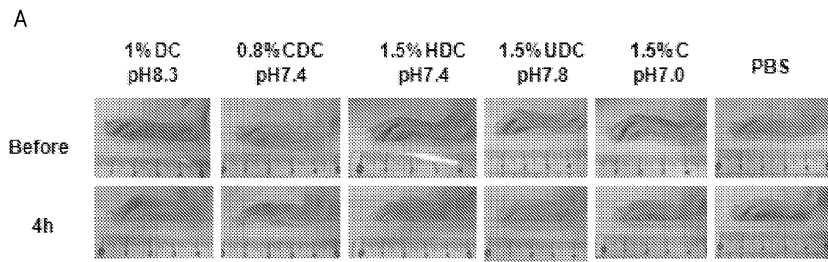 A
1% DC 0.8% CDC 1.5% HDC 1.5% UDC 1.5% C PBS
pH8.3 pH7.4 pH7.4 pH7.8 pH7.0
Before
4h